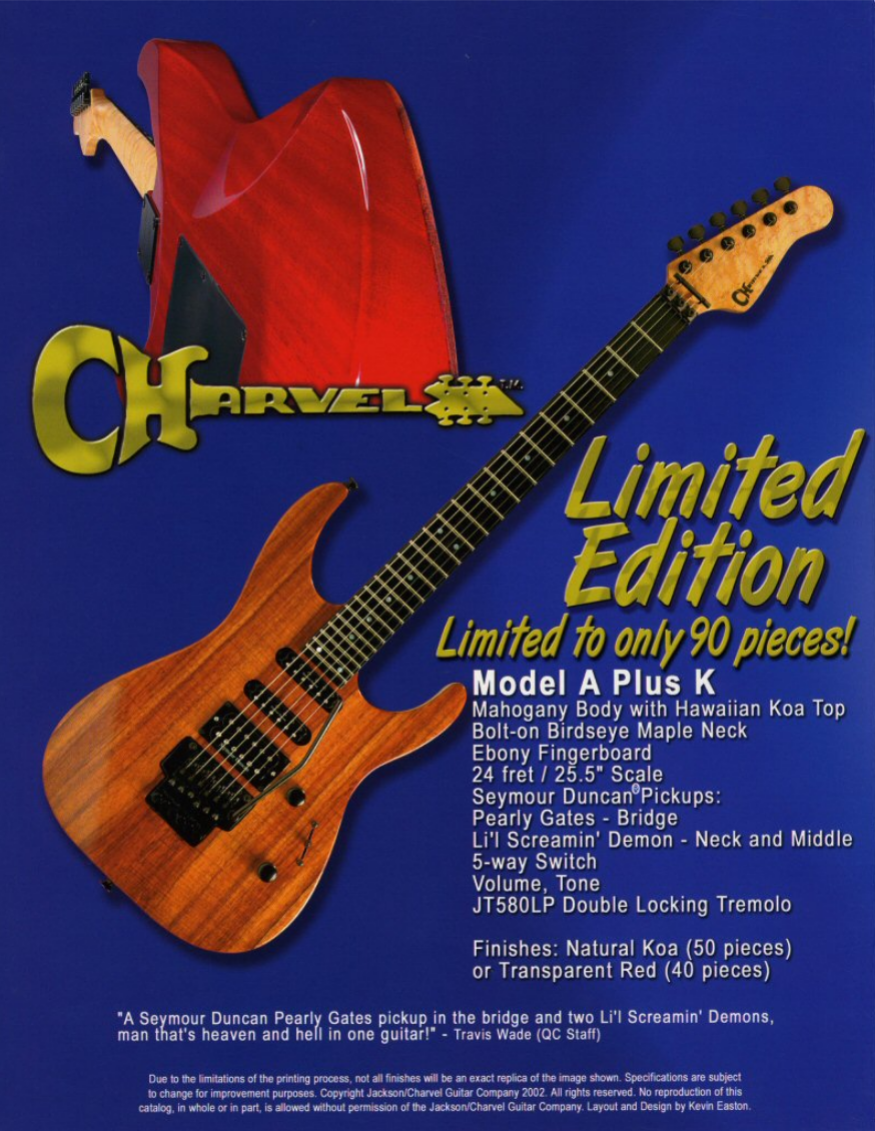 CHARVEL T.M.
CHARVEL
Limited
Edition
Limited to only 90 pieces!
Model A Plus K
Mahogany Body with Hawaiian Koa Top
Bolt-on Birdseye Maple Neck
Ebony Fingerboard
24 fret / 25.5" Scale
Seymour Duncan® Pickups:
Pearly Gates - Bridge
Li'l Screamin' Demon - Neck and Middle
5-way Switch
Volume, Tone
JT580LP Double Locking Tremolo
Finishes: Natural Koa (50 pieces)
or Transparent Red (40 pieces)
"A Seymour Duncan Pearly Gates pickup in the bridge and two Li'l Screamin' Demons,
man that's heaven and hell in one guitar!" - Travis Wade (QC Staff)
Due to the limitations of the printing process, not all finishes will be an exact replica of the image shown. Specifications are subject
to change for improvement purposes. Copyright Jackson/Charvel Guitar Company 2002. All rights reserved. No reproduction of this
catalog, in whole or in part, is allowed without permission of the Jackson/Charvel Guitar Company. Layout and Design by Kevin Easton.